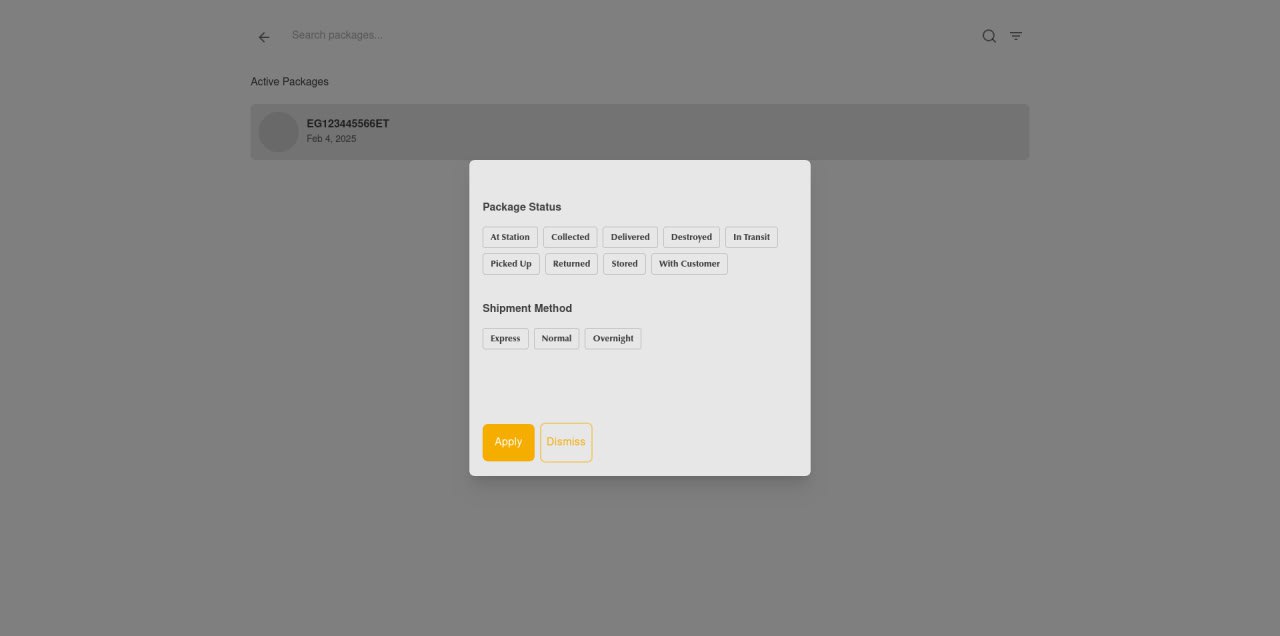 Search packages...
Active Packages
EG123445566ET
Feb 4, 2025
Package Status
At Station Collected Delivered Destroyed In Transit
Picked Up Returned Stored With Customer
Shipment Method
Express Normal Overnight
Apply Dismiss